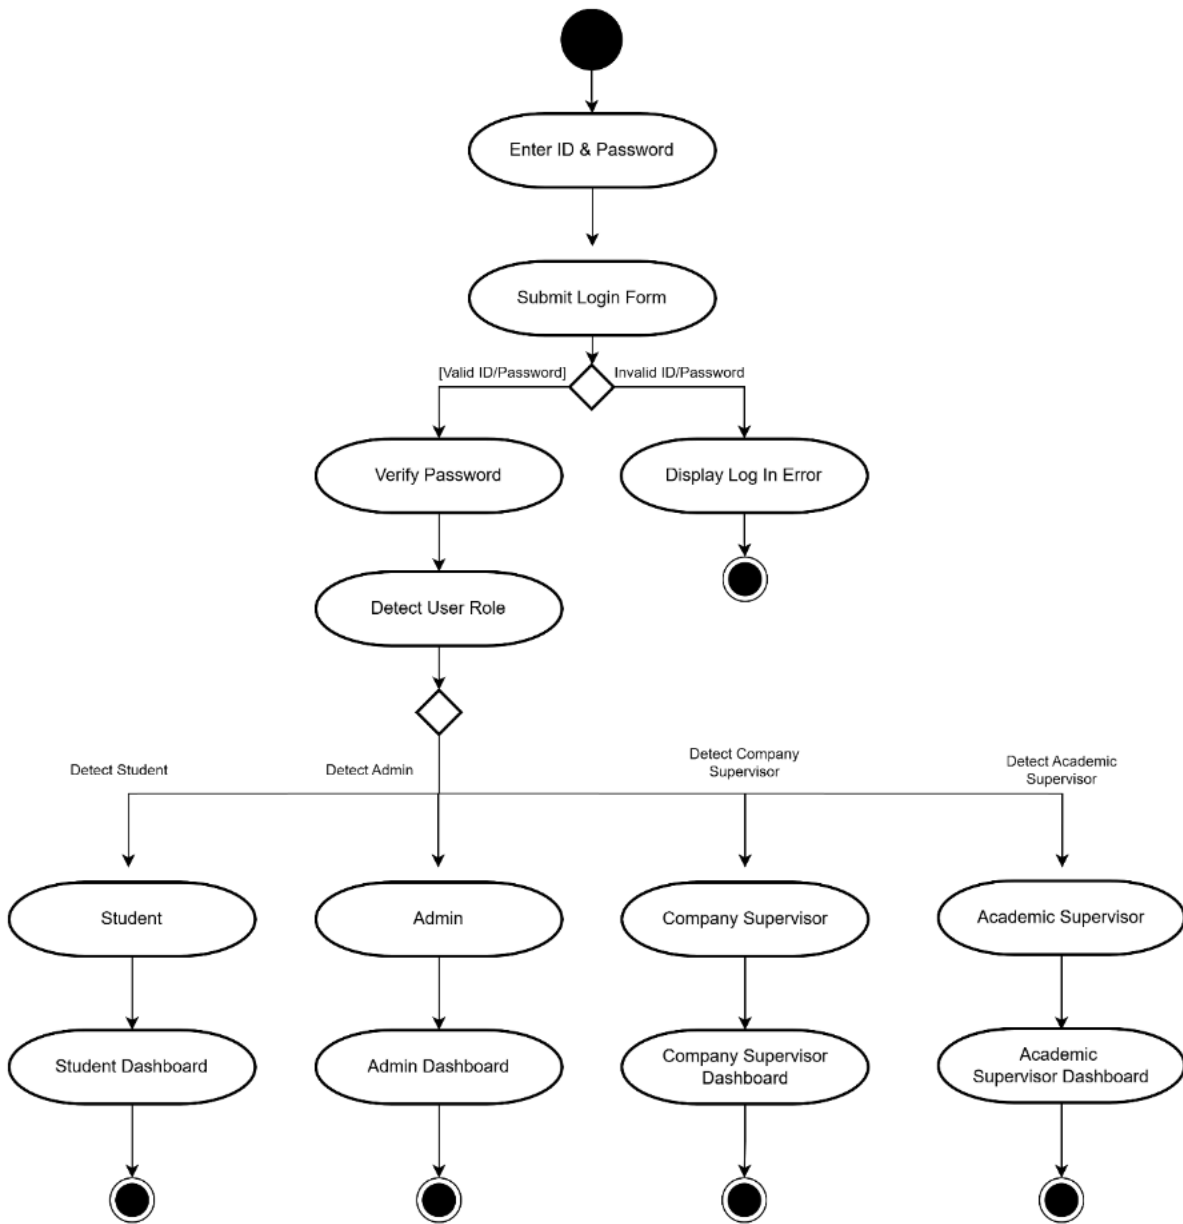 Enter ID & Password
Submit Login Form
[Valid ID/Password]
Invalid ID/Password
Verify Password
Display Log In Error
Detect User Role
Detect Student
Detect Admin
Detect Company
Supervisor
Detect Academic
Supervisor
Student
Admin
Company Supervisor
Academic Supervisor
Student Dashboard
Admin Dashboard
Company Supervisor
Dashboard
Academic
Supervisor Dashboard